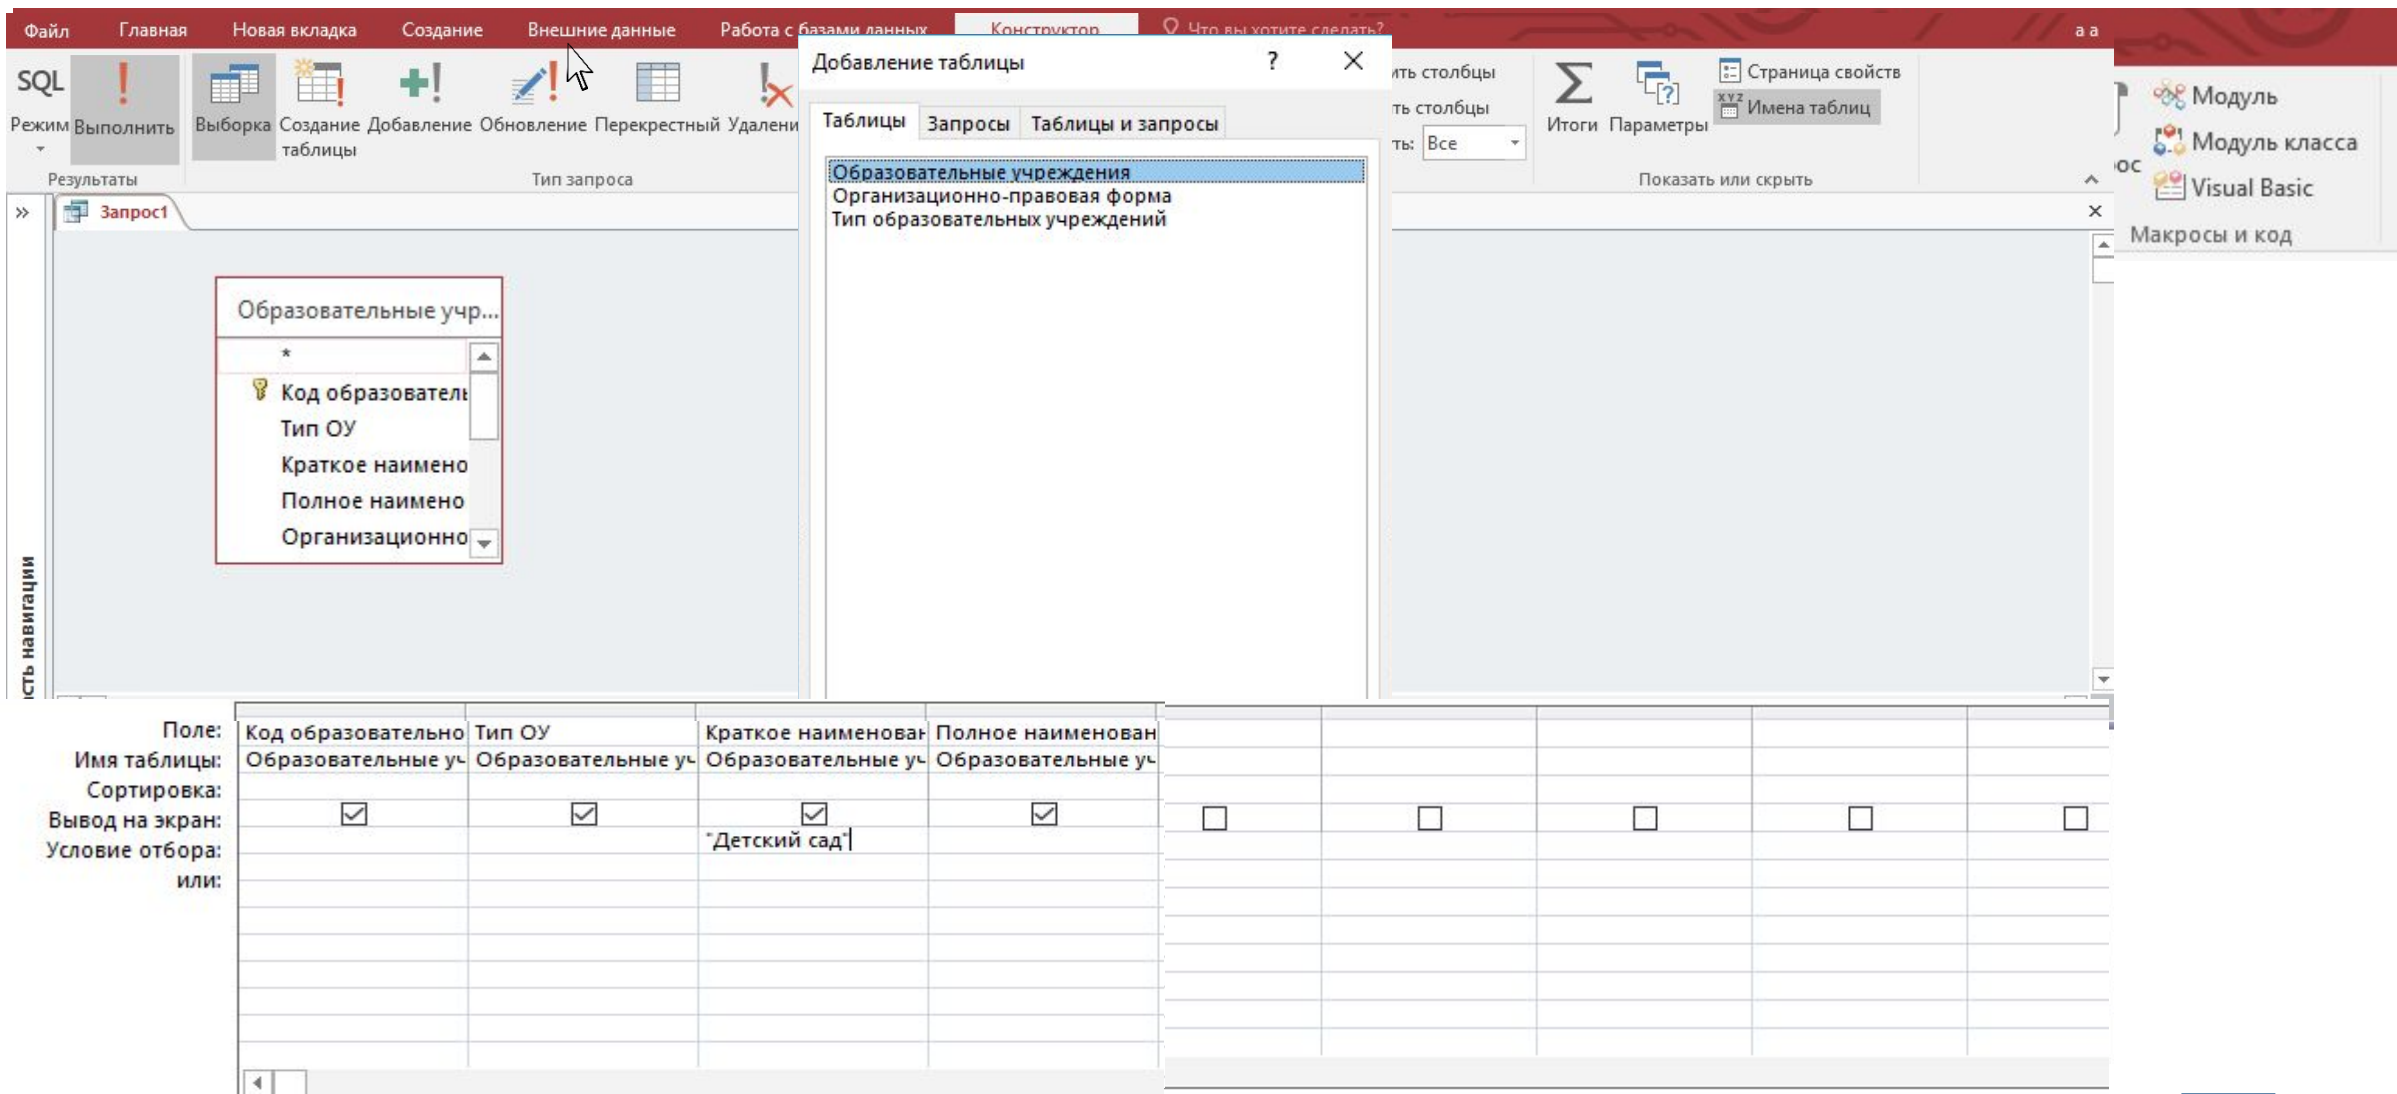 Файл Главная Новая вкладка Создание Внешние данные Работа с базами данных Конструктор Что вы хотите сделать? а а
Добавление таблицы ? 
SQL
Режим Выполнить
Результаты
Выборка Создание таблицы Добавление Обновление Перекрестный Удалени
Тип запроса
ить столбцы
ть столбцы
ть: Все
Итоги Параметры
Страница свойств
XYZ Имена таблиц
Показать или скрыть
Модуль
Модуль класса
ос
Visual Basic
Макросы и код
Таблицы Запросы Таблицы и запросы
Образовательные учреждения
Организационно-правовая форма
Тип образовательных учреждений
» Запрос1
Образовательные учр...
*
Код образователь
Тип ОУ
Краткое наимено
Полное наимено
Организационно
сть навигации
Поле: Код образовательно Тип ОУ Краткое наименован Полное наименован
Имя таблицы: Образовательные уч Образовательные уч Образовательные уч Образовательные уч
Сортировка:
Вывод на экран:
Условие отбора: "Детский сад"
или: